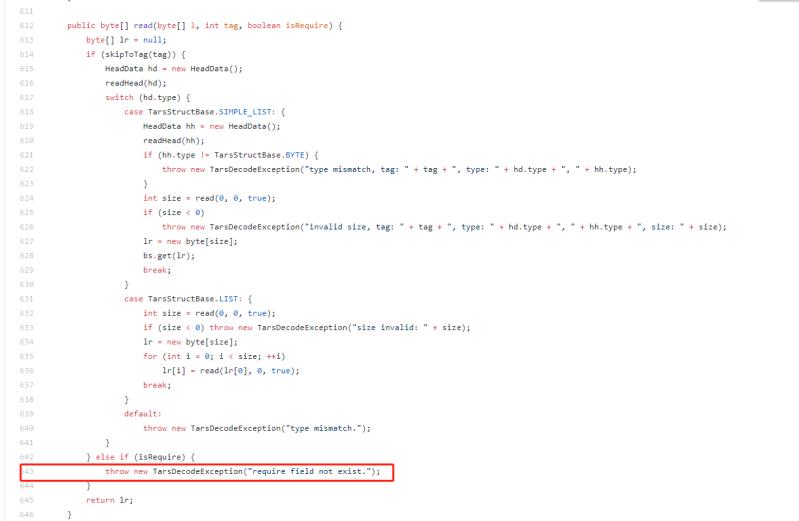 611
612 public byte[] read(byte[] l, int tag, boolean isRequire) {
613 byte[] lr = null;
614 if (skipToTag(tag)) {
615 HeadData hd = new HeadData();
616 readHead(hd);
617 switch (hd.type) {
618 case TarsStructBase.SIMPLE_LIST: {
619 HeadData hh = new HeadData();
620 readHead(hh);
621 if (hh.type != TarsStructBase.BYTE) {
622 throw new TarsDecodeException("type mismatch, tag: " + tag + ", type: " + hd.type + ", " + hh.type);
623 }
624 int size = read(0, 0, true);
625 if (size < 0)
626 throw new TarsDecodeException("invalid size, tag: " + tag + ", type: " + hd.type + ", " + hh.type + ", size: " + size);
627 lr = new byte[size];
628 bs.get(lr);
629 break;
630 }
631 case TarsStructBase.LIST: {
632 int size = read(0, 0, true);
633 if (size < 0) throw new TarsDecodeException("size invalid: " + size);
634 lr = new byte[size];
635 for (int i = 0; i < size; ++i)
636 lr[i] = read(lr[0], 0, true);
637 break;
638 }
639 default:
640 throw new TarsDecodeException("type mismatch.");
641 }
642 } else if (isRequire) {
643 throw new TarsDecodeException("require field not exist.");
644 }
645 return lr;
646 }